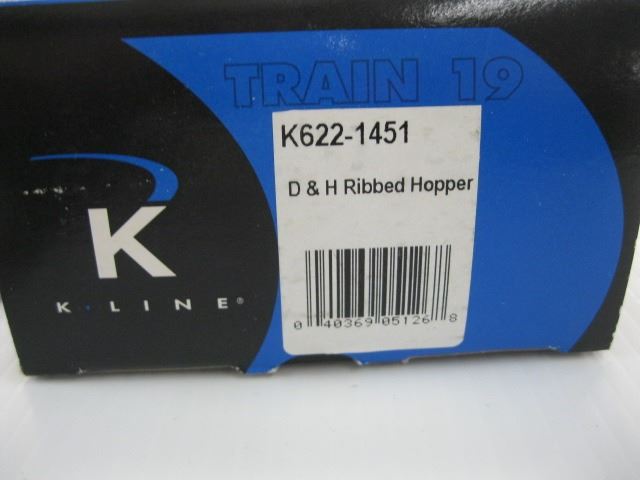 TRAIN 19
K622-1451
D & H Ribbed Hopper
K
K·LINE®
0 40369 05126 8